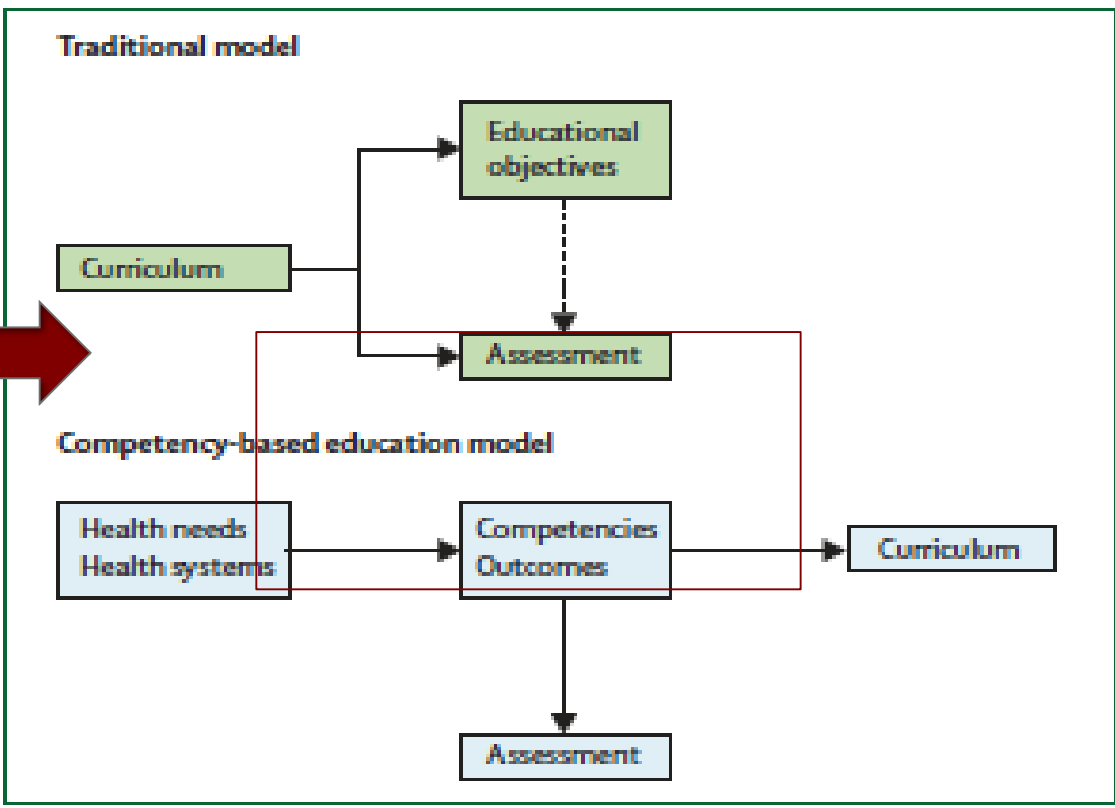 Traditional model
Educational
objectives
Curriculum
Assessment
Competency-based education model
Health needs
Health systems
Competencies
Outcomes
Curriculum
Assessment